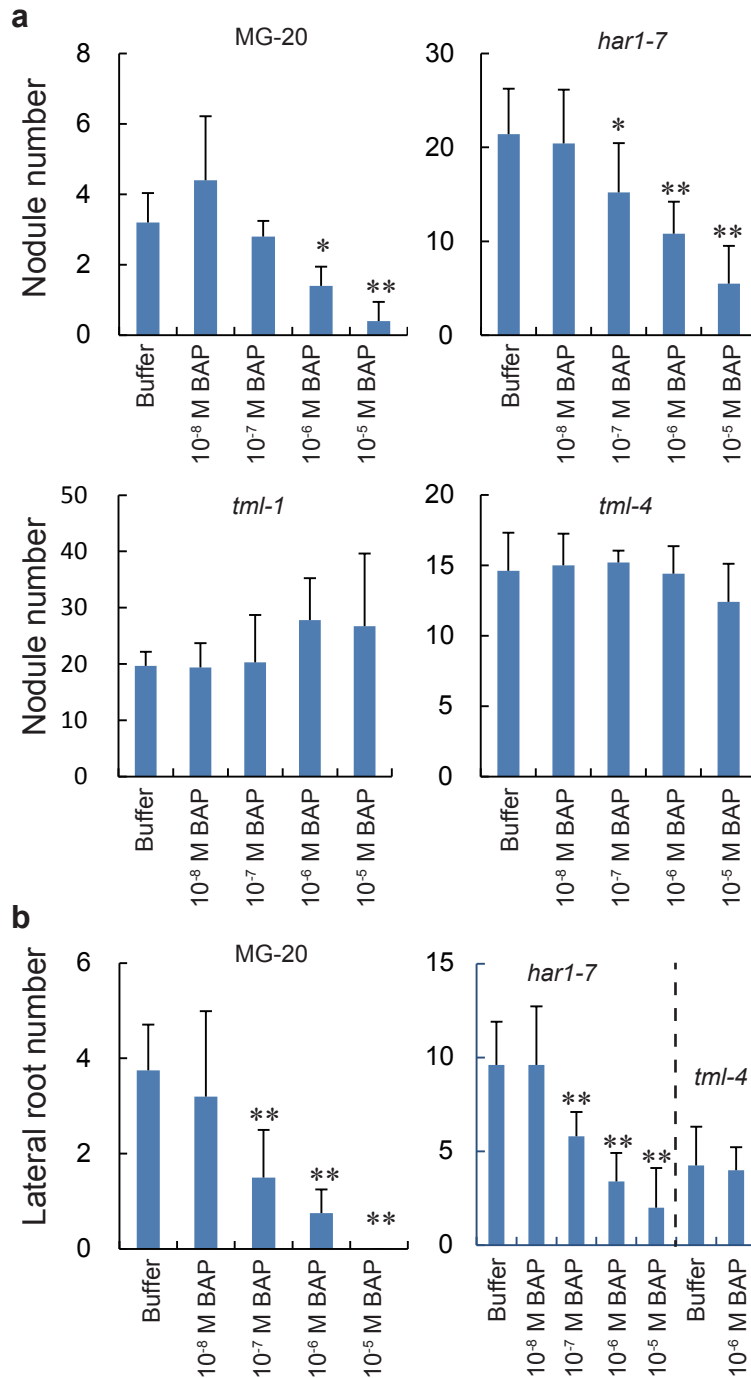 a
MG-20
Nodule number
8
6
4
2
0
*
**
Buffer
10⁻⁸ M BAP
10⁻⁷ M BAP
10⁻⁶ M BAP
10⁻⁵ M BAP
har1-7
30
20
10
0
*
**
**
Buffer
10⁻⁸ M BAP
10⁻⁷ M BAP
10⁻⁶ M BAP
10⁻⁵ M BAP
tml-1
Nodule number
50
40
30
20
10
0
Buffer
10⁻⁸ M BAP
10⁻⁷ M BAP
10⁻⁶ M BAP
10⁻⁵ M BAP
tml-4
20
15
10
5
0
Buffer
10⁻⁸ M BAP
10⁻⁷ M BAP
10⁻⁶ M BAP
10⁻⁵ M BAP
b
MG-20
Lateral root number
6
4
2
0
**
**
**
Buffer
10⁻⁸ M BAP
10⁻⁷ M BAP
10⁻⁶ M BAP
10⁻⁵ M BAP
har1-7
tml-4
15
10
5
0
**
**
**
Buffer
10⁻⁸ M BAP
10⁻⁷ M BAP
10⁻⁶ M BAP
10⁻⁵ M BAP
Buffer
10⁻⁶ M BAP